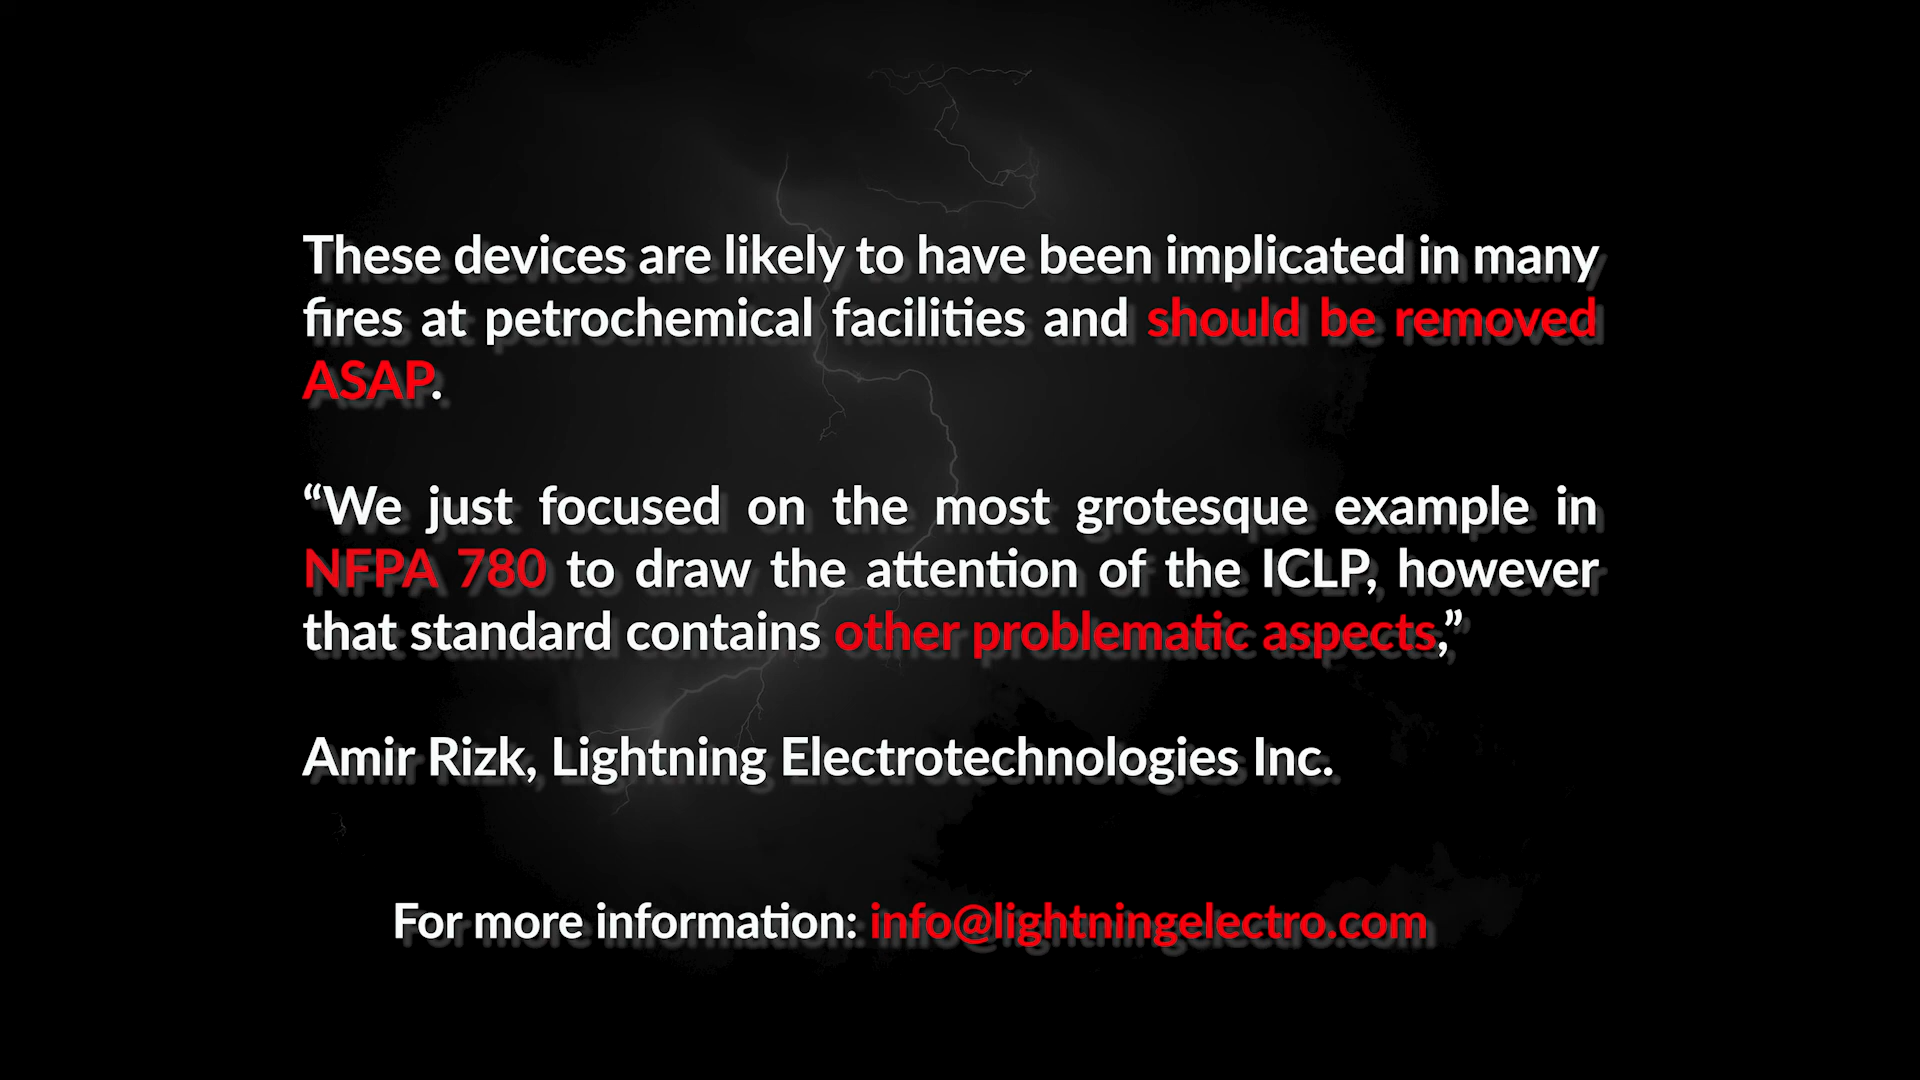 These devices are likely to have been implicated in many
fires at petrochemical facilities and should be removed
ASAP.
“We just focused on the most grotesque example in
NFPA 780 to draw the attention of the ICLP, however
that standard contains other problematic aspects,”
Amir Rizk, Lightning Electrotechnologies Inc.
For more information: info@lightningelectro.com